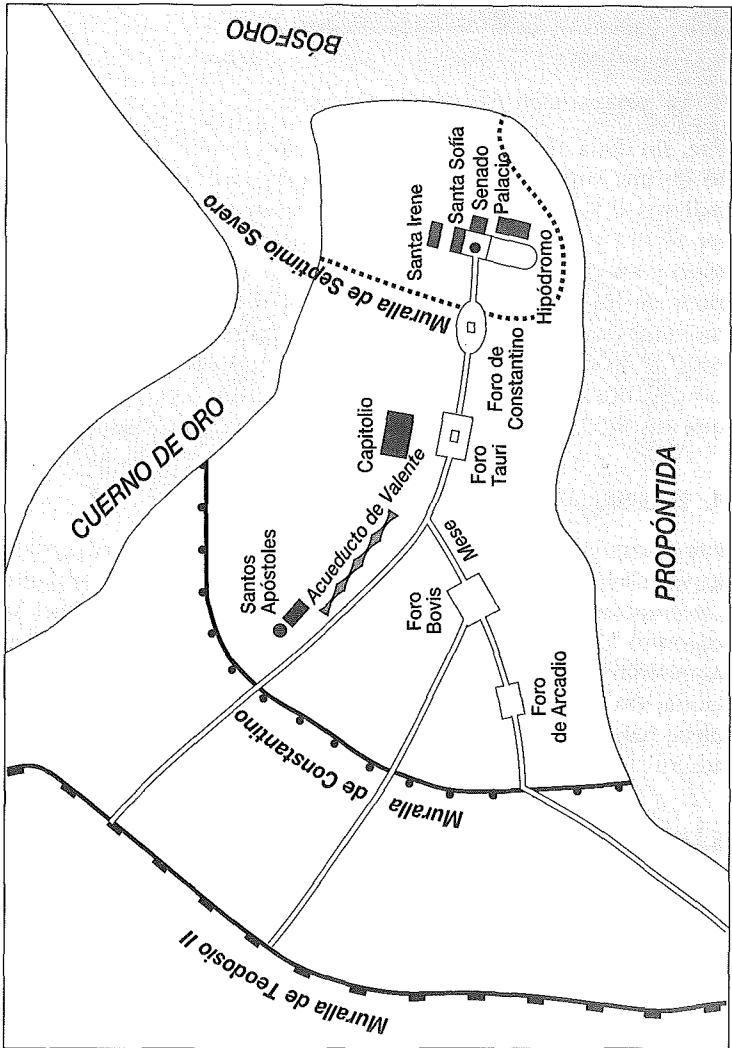 BÓSFORO
CUERNO DE ORO
PROPÓNTIDA
Muralla de Septimio Severo
Santa Irene
Santa Sofía
Senado
Palacio
Hipódromo
Foro de
Constantino
Capitolio
Foro
Tauri
Acueducto de Valente
Santos
Apóstoles
Mese
Foro
Bovis
Foro
de Arcadio
Muralla
de Constantino
Muralla de Teodosio II